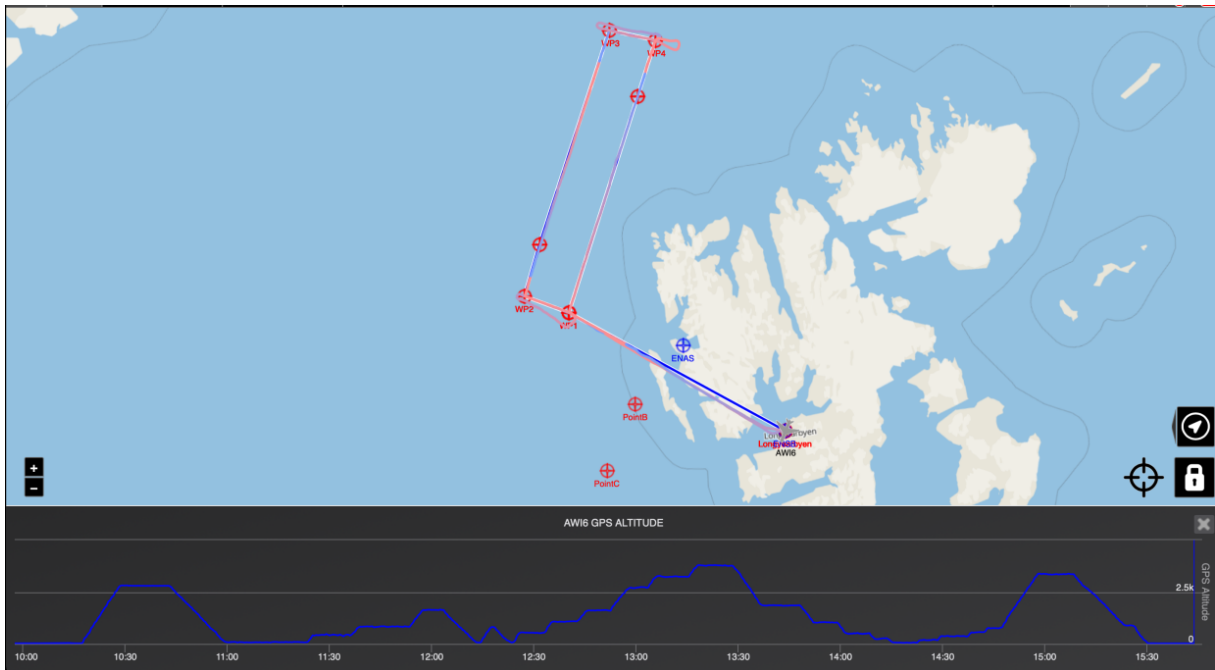 WP3
WP4
WP2
WP1
ENAS
PointB
AWI6
PointC
+
−
AWI6 GPS ALTITUDE
GPS Altitude
2.5k
0
10:00 10:30 11:00 11:30 12:00 12:30 13:00 13:30 14:00 14:30 15:00 15:30